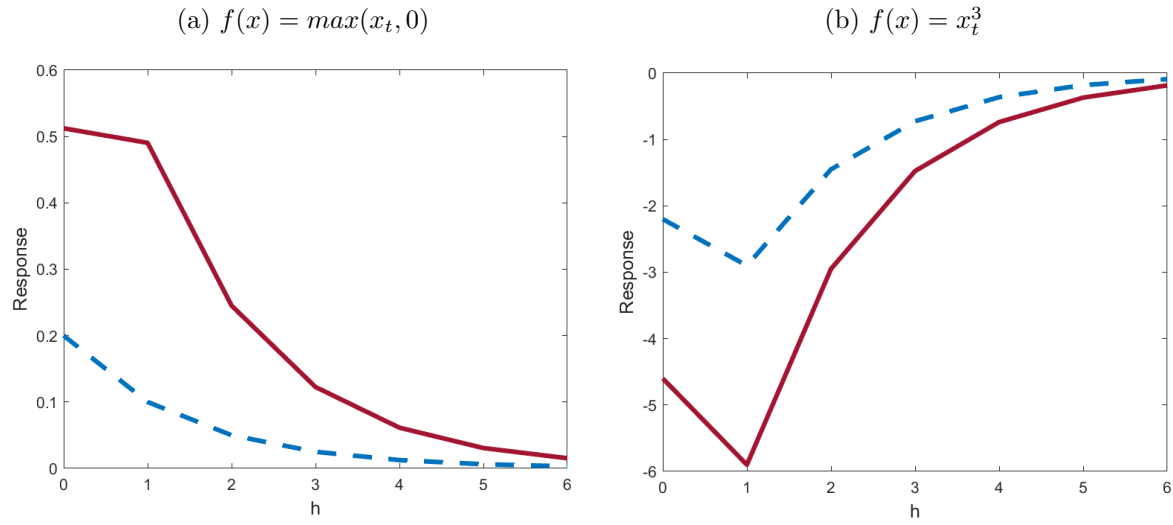 (a) f(x) = max(x_t, 0)
0.6
0.5
0.4
0.3
0.2
0.1
0
Response
0 1 2 3 4 5 6
h
(b) f(x) = x_t^3
0
-1
-2
-3
-4
-5
-6
Response
0 1 2 3 4 5 6
h